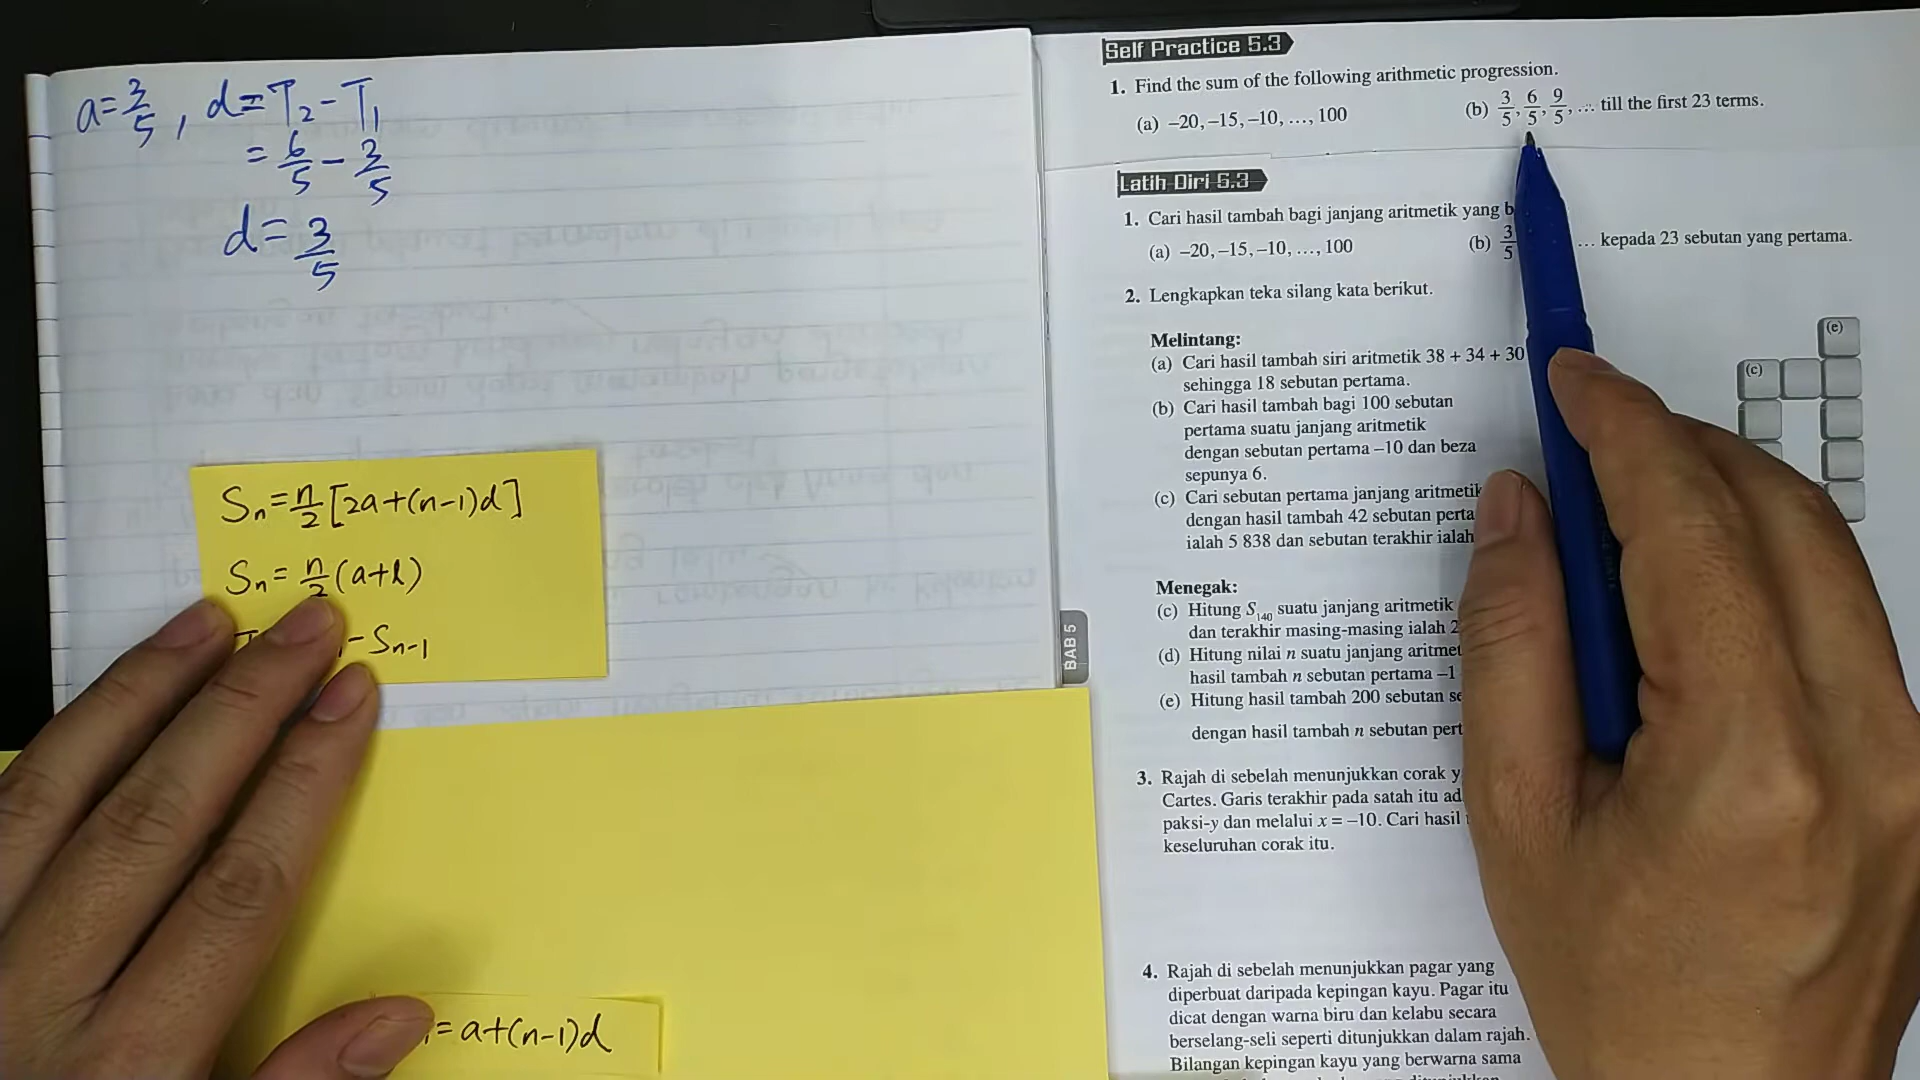 a = 3/5 , d = T₂ - T₁
= 6/5 - 3/5
d = 3/5
Sₙ = n/2 [2a+(n-1)d]
Sₙ = n/2 (a+l)
- Sₙ₋₁
= a+(n-1)d
Self Practice 5.3
1. Find the sum of the following arithmetic progression.
(a) –20, –15, –10, …, 100
(b) 3/5, 6/5, 9/5, … till the first 23 terms.
Latih Diri 5.3
1. Cari hasil tambah bagi janjang aritmetik yang
(a) –20, –15, –10, …, 100
(b) 3/5 … kepada 23 sebutan yang pertama.
2. Lengkapkan teka silang kata berikut.
Melintang:
(a) Cari hasil tambah siri aritmetik 38 + 34 + 30
sehingga 18 sebutan pertama.
(b) Cari hasil tambah bagi 100 sebutan
pertama suatu janjang aritmetik
dengan sebutan pertama –10 dan beza
sepunya 6.
(c) Cari sebutan pertama janjang aritmetik
dengan hasil tambah 42 sebutan
ialah 5 838 dan sebutan terakhir ialah
Menegak:
(c) Hitung S₁₄₀ suatu janjang aritmetik
dan terakhir masing-masing ialah 2
(d) Hitung nilai n suatu janjang
hasil tambah n sebutan pertama –1
(e) Hitung hasil tambah 200 sebutan
dengan hasil tambah n sebutan
(c)
(e)
BAB 5
3. Rajah di sebelah menunjukkan corak
Cartes. Garis terakhir pada satah itu
paksi-y dan melalui x = –10. Cari hasil
keseluruhan corak itu.
4. Rajah di sebelah menunjukkan pagar yang
diperbuat daripada kepingan kayu. Pagar itu
dicat dengan warna biru dan kelabu secara
berselang-seli seperti ditunjukkan dalam rajah.
Bilangan kepingan kayu yang berwarna sama